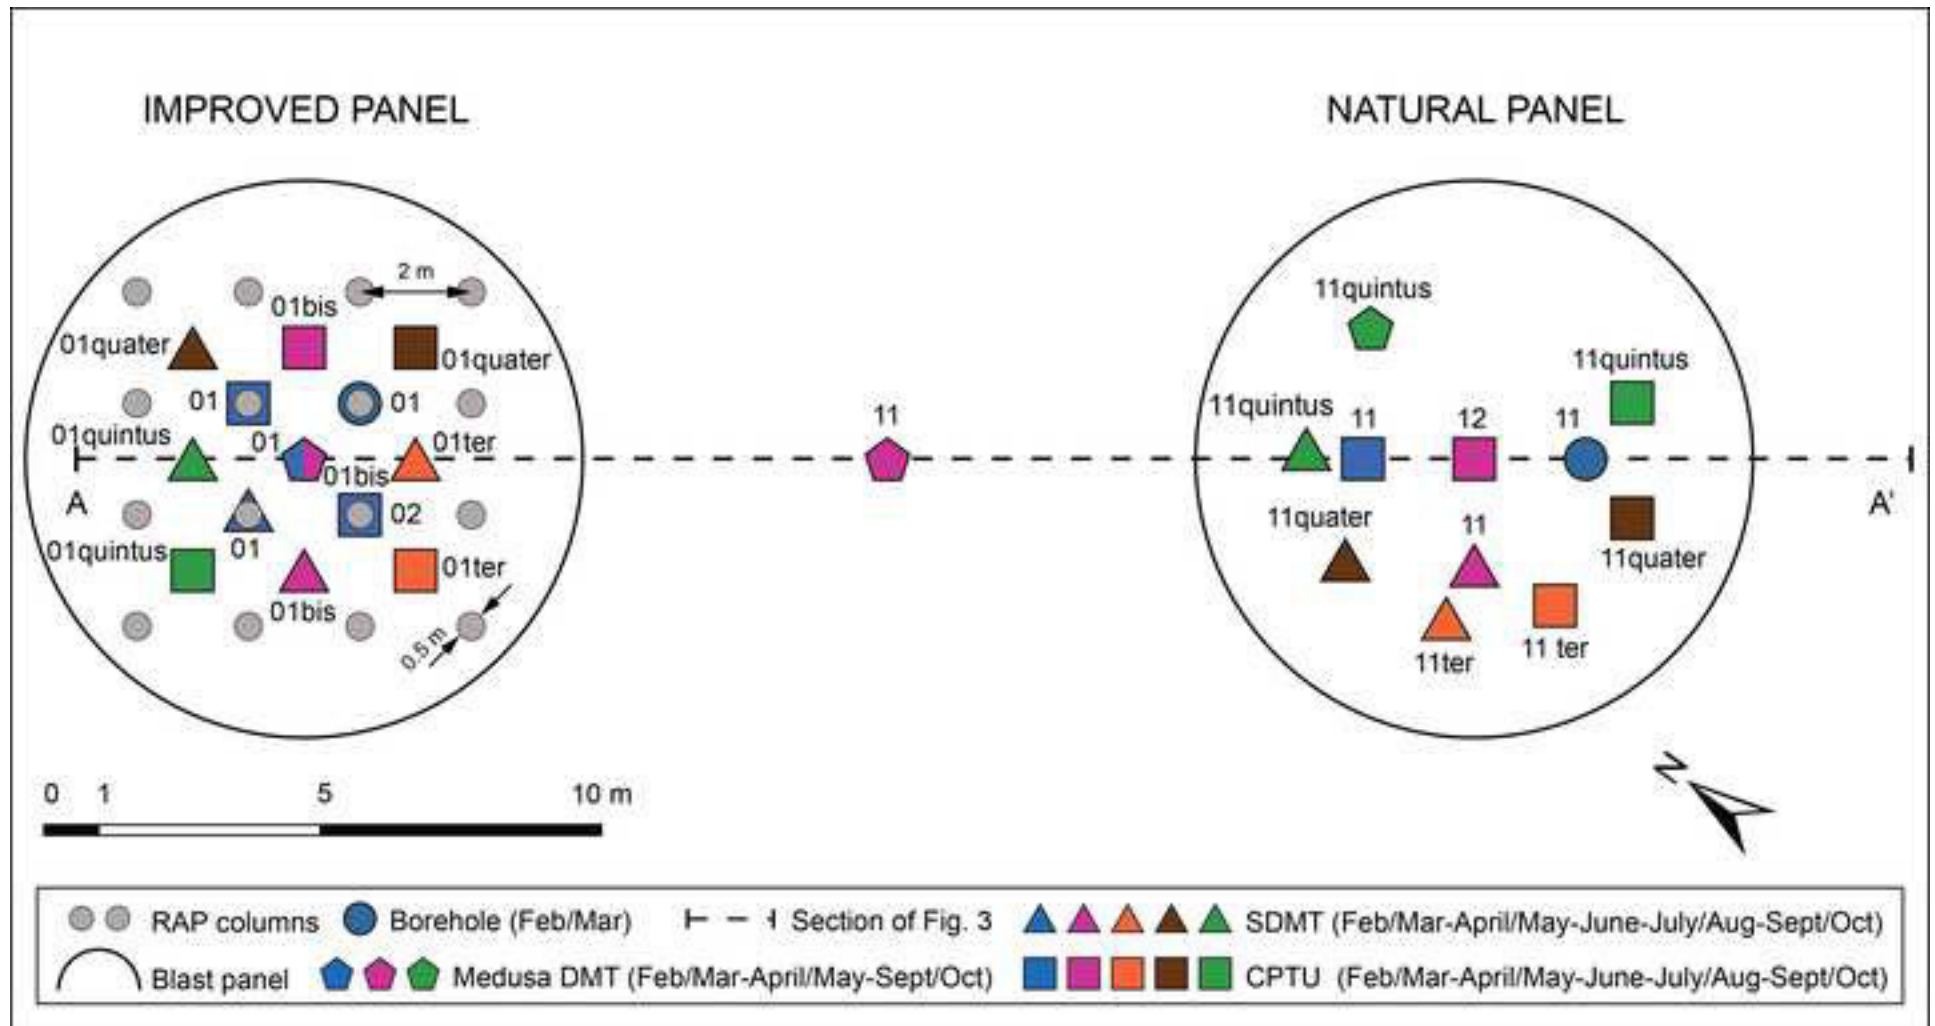 IMPROVED PANEL
NATURAL PANEL
2 m
01bis
01quater
01quater
01
01
01quintus
01
01ter
01bis
02
01
01quintus
01ter
01bis
0.5 m
A
11
11quintus
11quintus
11quintus
11
12
11
11quater
11
11quater
11ter
11 ter
A'
N
0 1 5 10 m
RAP columns
Borehole (Feb/Mar)
Section of Fig. 3
SDMT (Feb/Mar-April/May-June-July/Aug-Sept/Oct)
Blast panel
Medusa DMT (Feb/Mar-April/May-Sept/Oct)
CPTU (Feb/Mar-April/May-June-July/Aug-Sept/Oct)